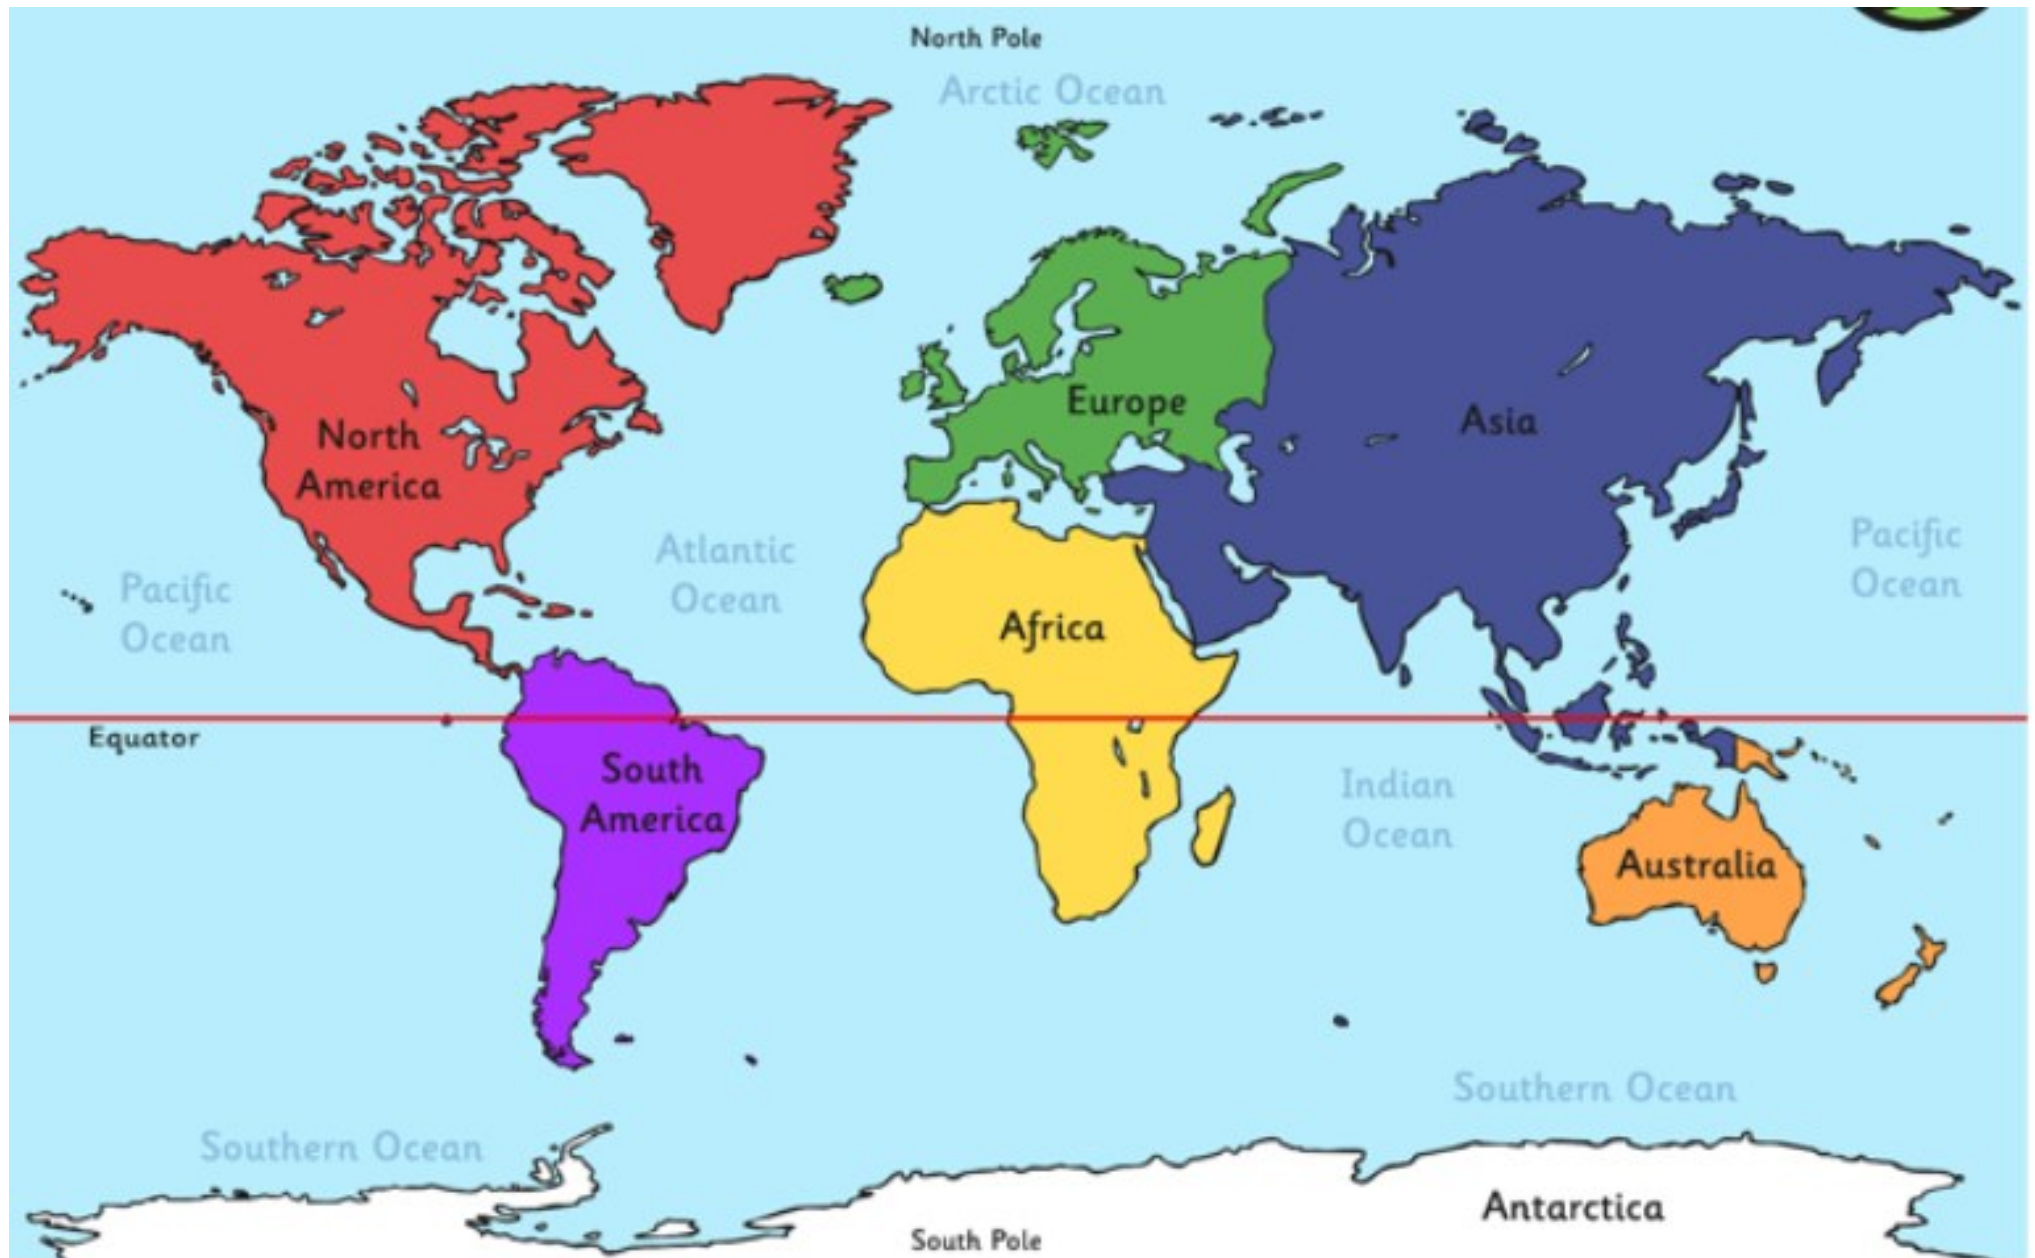 North Pole
Arctic Ocean
Europe
Asia
North
America
Atlantic
Ocean
Pacific
Ocean
Pacific
Ocean
Africa
Equator
South
America
Indian
Ocean
Australia
Southern Ocean
Southern Ocean
Antarctica
South Pole